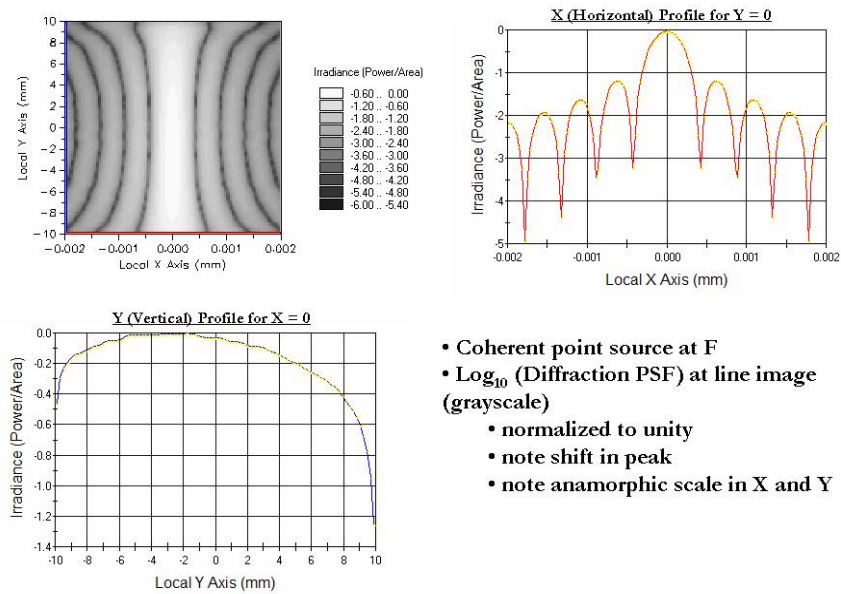 10
8
6
4
2
0
−2
−4
−6
−8
−10
Local Y Axis (mm)
−0.002 −0.001 0.000 0.001 0.002
Local X Axis (mm)
Irradiance (Power/Area)
-0.60 .. 0.00
-1.20 .. -0.60
-1.80 .. -1.20
-2.40 .. -1.80
-3.00 .. -2.40
-3.60 .. -3.00
-4.20 .. -3.60
-4.80 .. -4.20
-5.40 .. -4.80
-6.00 .. -5.40
X (Horizontal) Profile for Y = 0
0
-1
-2
-3
-4
-5
Irradiance (Power/Area)
-0.002 -0.001 0.000 0.001 0.002
Local X Axis (mm)
Y (Vertical) Profile for X = 0
0.0
-0.2
-0.4
-0.6
-0.8
-1.0
-1.2
-1.4
Irradiance (Power/Area)
-10 -8 -6 -4 -2 0 2 4 6 8 10
Local Y Axis (mm)
• Coherent point source at F
• Log₁₀ (Diffraction PSF) at line image
(grayscale)
• normalized to unity
• note shift in peak
• note anamorphic scale in X and Y